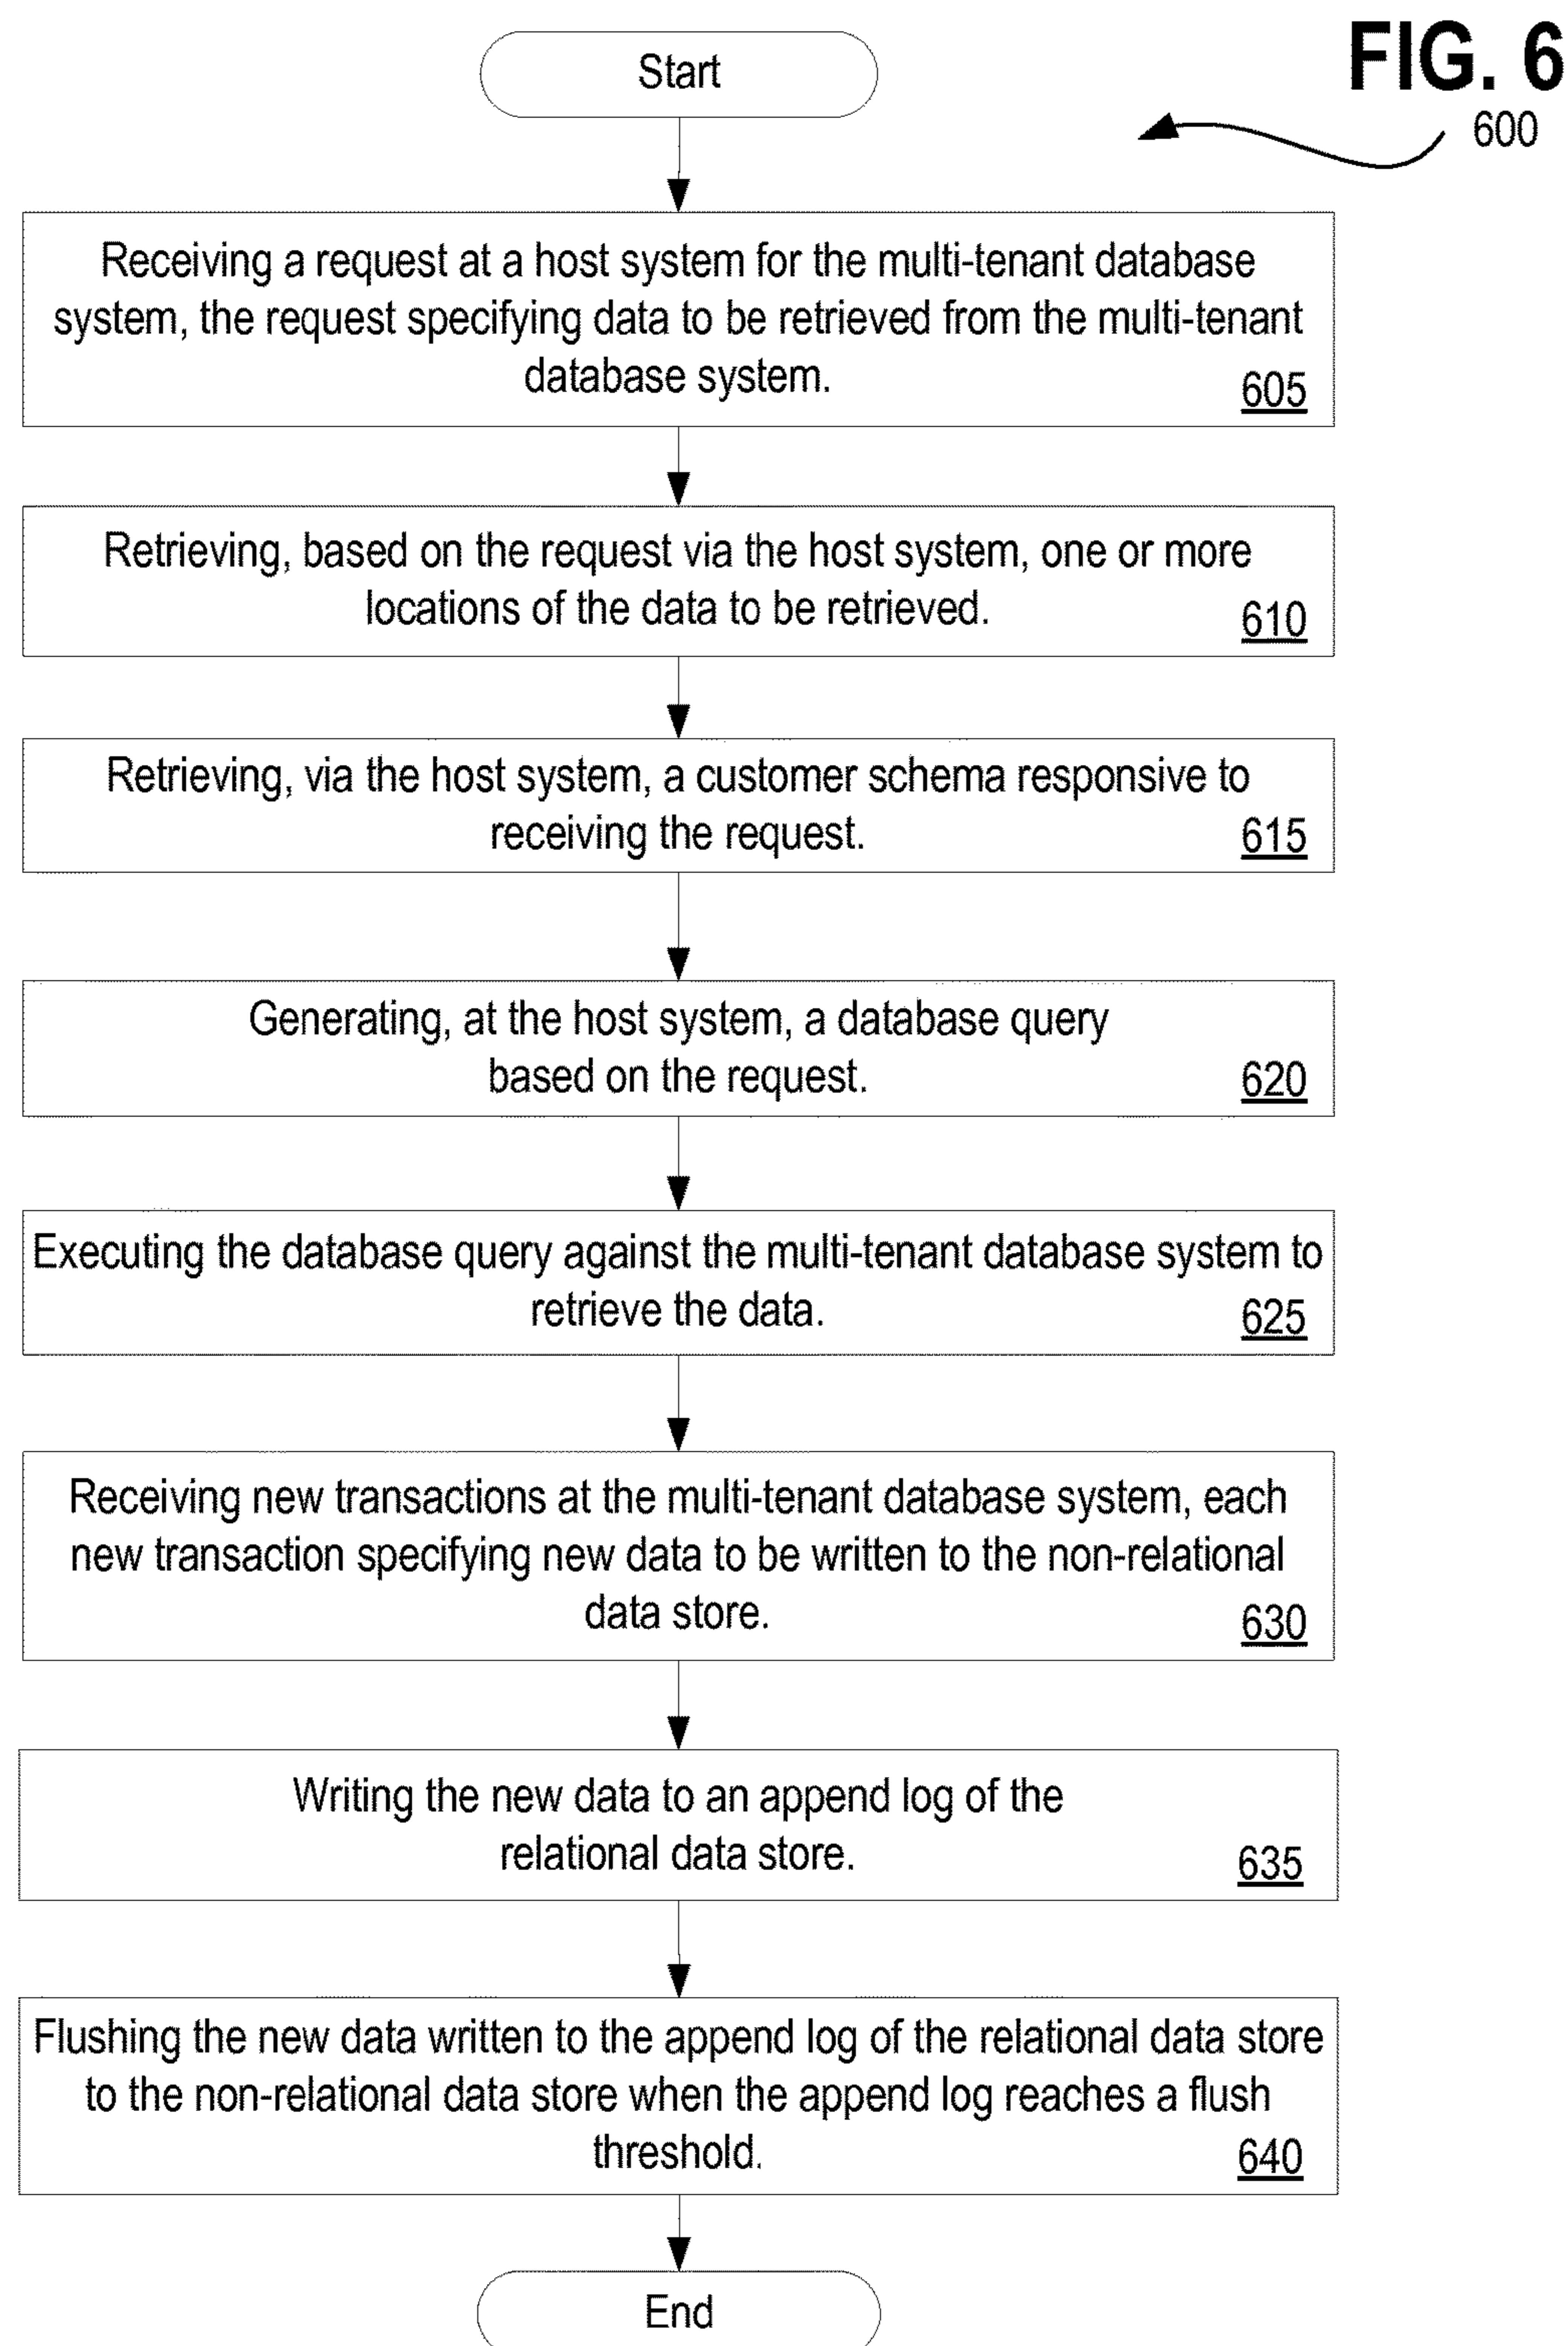 FIG. 6
600
Start
Receiving a request at a host system for the multi-tenant database
system, the request specifying data to be retrieved from the multi-tenant
database system.
605
Retrieving, based on the request via the host system, one or more
locations of the data to be retrieved.
610
Retrieving, via the host system, a customer schema responsive to
receiving the request.
615
Generating, at the host system, a database query
based on the request.
620
Executing the database query against the multi-tenant database system to
retrieve the data.
625
Receiving new transactions at the multi-tenant database system, each
new transaction specifying new data to be written to the non-relational
data store.
630
Writing the new data to an append log of the
relational data store.
635
Flushing the new data written to the append log of the relational data store
to the non-relational data store when the append log reaches a flush
threshold.
640
End